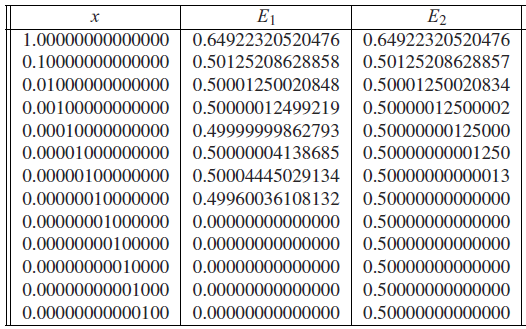 x E₁ E₂
1.00000000000000 0.64922320520476 0.64922320520476
0.10000000000000 0.50125208628858 0.50125208628857
0.01000000000000 0.50001250020848 0.50001250020834
0.00100000000000 0.50000012499219 0.50000012500002
0.00010000000000 0.49999999862793 0.50000000125000
0.00001000000000 0.50000004138685 0.50000000001250
0.00000100000000 0.50004445029134 0.50000000000013
0.00000010000000 0.49960036108132 0.50000000000000
0.00000001000000 0.00000000000000 0.50000000000000
0.00000000100000 0.00000000000000 0.50000000000000
0.00000000010000 0.00000000000000 0.50000000000000
0.00000000001000 0.00000000000000 0.50000000000000
0.00000000000100 0.00000000000000 0.50000000000000